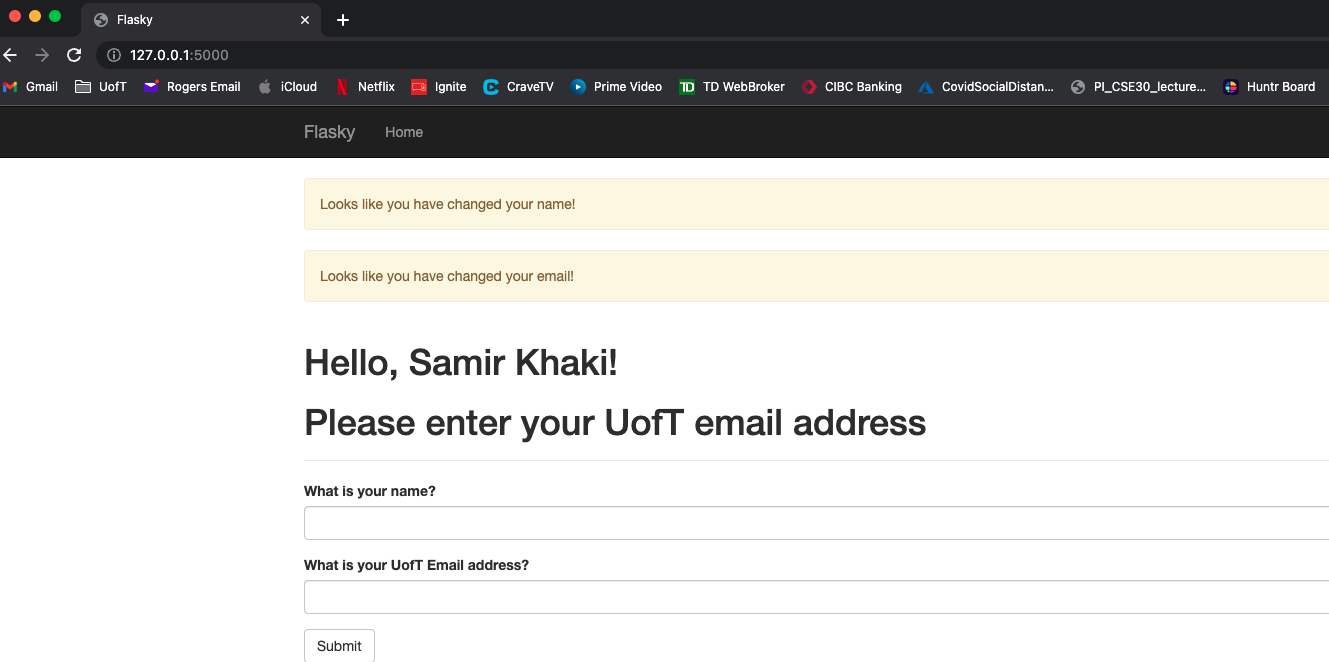 Flasky
127.0.0.1:5000
Gmail UofT Rogers Email iCloud Netflix Ignite CraveTV Prime Video TD TD WebBroker CIBC Banking CovidSocialDistan... PI_CSE30_lecture... Huntr Board
Flasky Home
Looks like you have changed your name!
Looks like you have changed your email!
Hello, Samir Khaki!
Please enter your UofT email address
What is your name?
What is your UofT Email address?
Submit